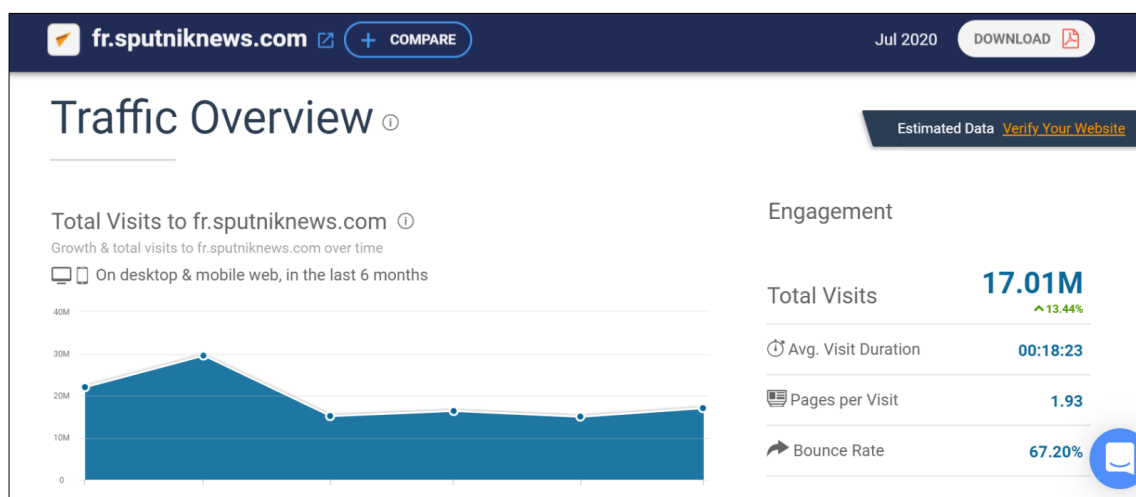 fr.sputniknews.com + COMPARE Jul 2020 DOWNLOAD
Traffic Overview
Estimated Data Verify Your Website
Total Visits to fr.sputniknews.com
Growth & total visits to fr.sputniknews.com over time
On desktop & mobile web, in the last 6 months
40M
30M
20M
10M
0
Engagement
Total Visits 17.01M
13.44%
Avg. Visit Duration 00:18:23
Pages per Visit 1.93
Bounce Rate 67.20%